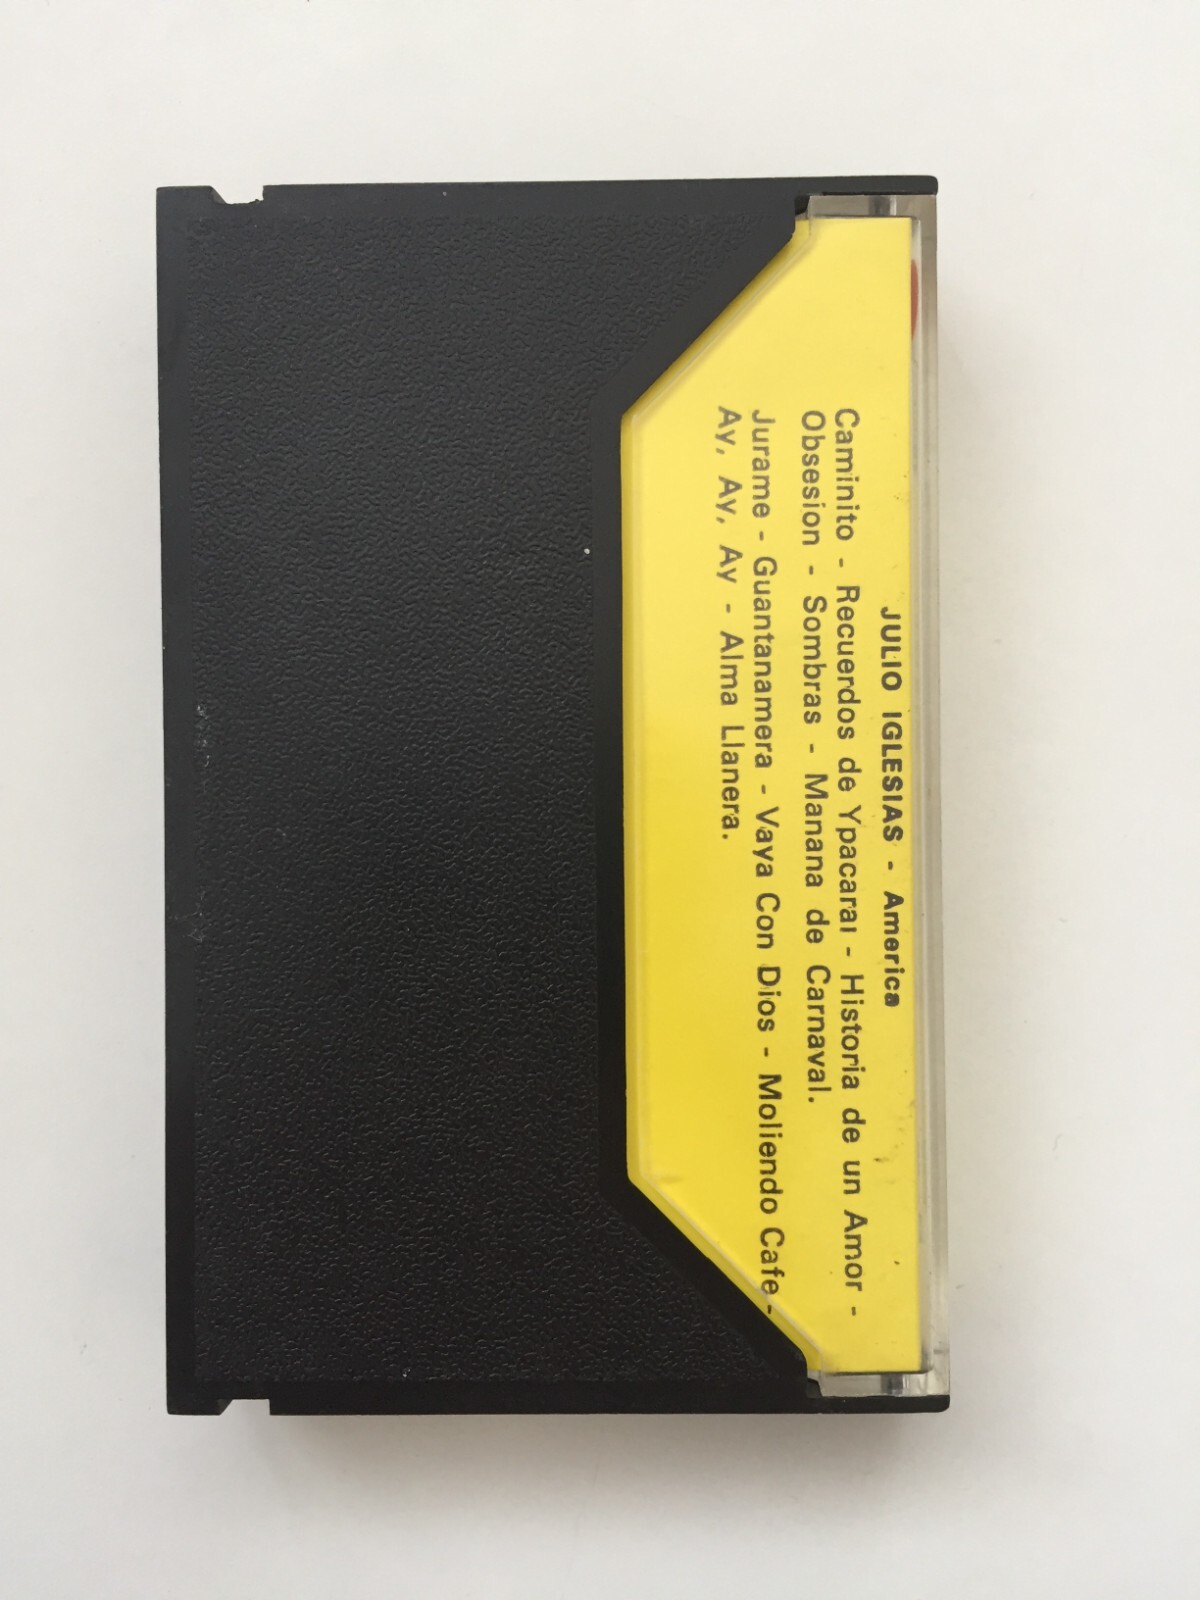 JULIO IGLESIAS - America
Caminito - Recuerdos de Ypacarai - Historia de un Amor -
Obsesion - Sombras - Manana de Carnaval.
Jurame - Guantanamera - Vaya Con Dios - Moliendo Cafe -
Ay, Ay, Ay - Alma Llanera.